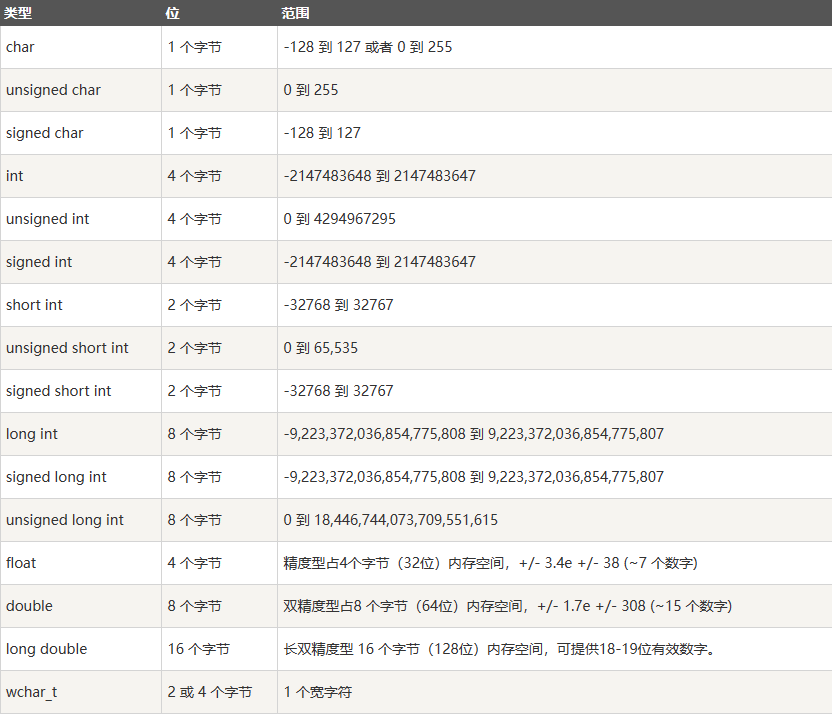 类型 位 范围
char 1 个字节 -128 到 127 或者 0 到 255
unsigned char 1 个字节 0 到 255
signed char 1 个字节 -128 到 127
int 4 个字节 -2147483648 到 2147483647
unsigned int 4 个字节 0 到 4294967295
signed int 4 个字节 -2147483648 到 2147483647
short int 2 个字节 -32768 到 32767
unsigned short int 2 个字节 0 到 65,535
signed short int 2 个字节 -32768 到 32767
long int 8 个字节 -9,223,372,036,854,775,808 到 9,223,372,036,854,775,807
signed long int 8 个字节 -9,223,372,036,854,775,808 到 9,223,372,036,854,775,807
unsigned long int 8 个字节 0 到 18,446,744,073,709,551,615
float 4 个字节 精度型占4个字节（32位）内存空间，+/- 3.4e +/- 38 (~7 个数字)
double 8 个字节 双精度型占8 个字节（64位）内存空间，+/- 1.7e +/- 308 (~15 个数字)
long double 16 个字节 长双精度型 16 个字节（128位）内存空间，可提供18-19位有效数字。
wchar_t 2 或 4 个字节 1 个宽字符